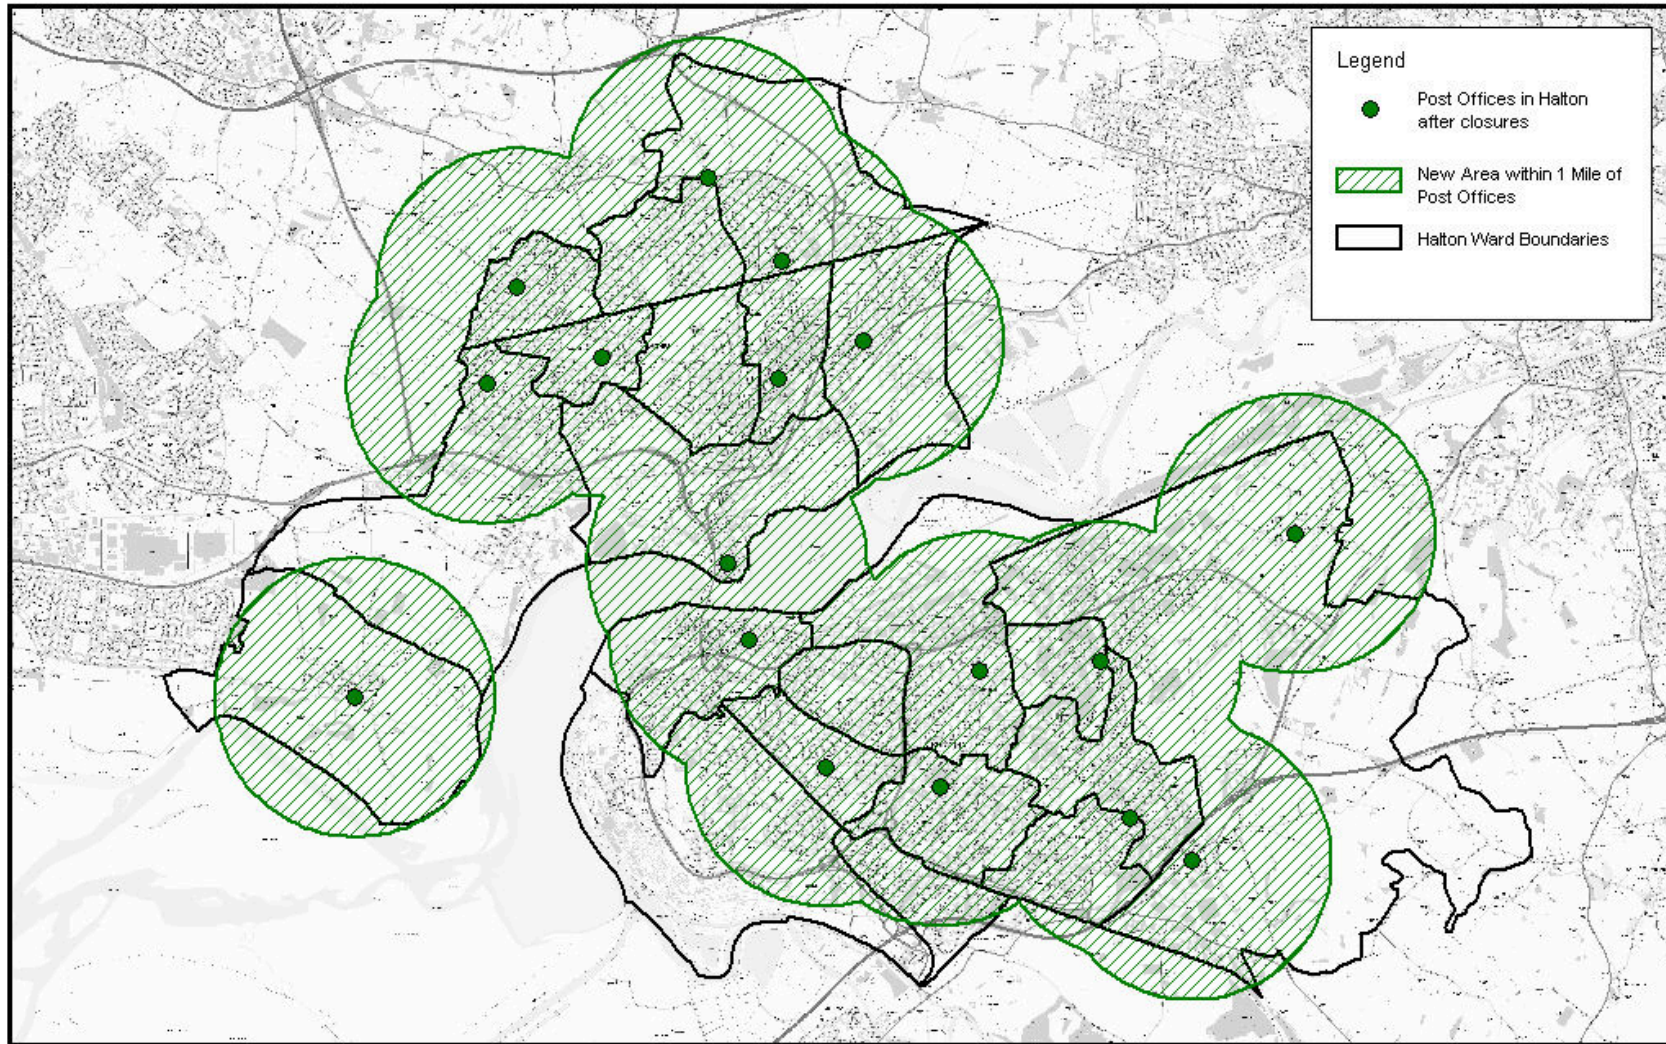 Legend
Post Offices in Halton
after closures
New Area within 1 Mile of
Post Offices
Halton Ward Boundaries